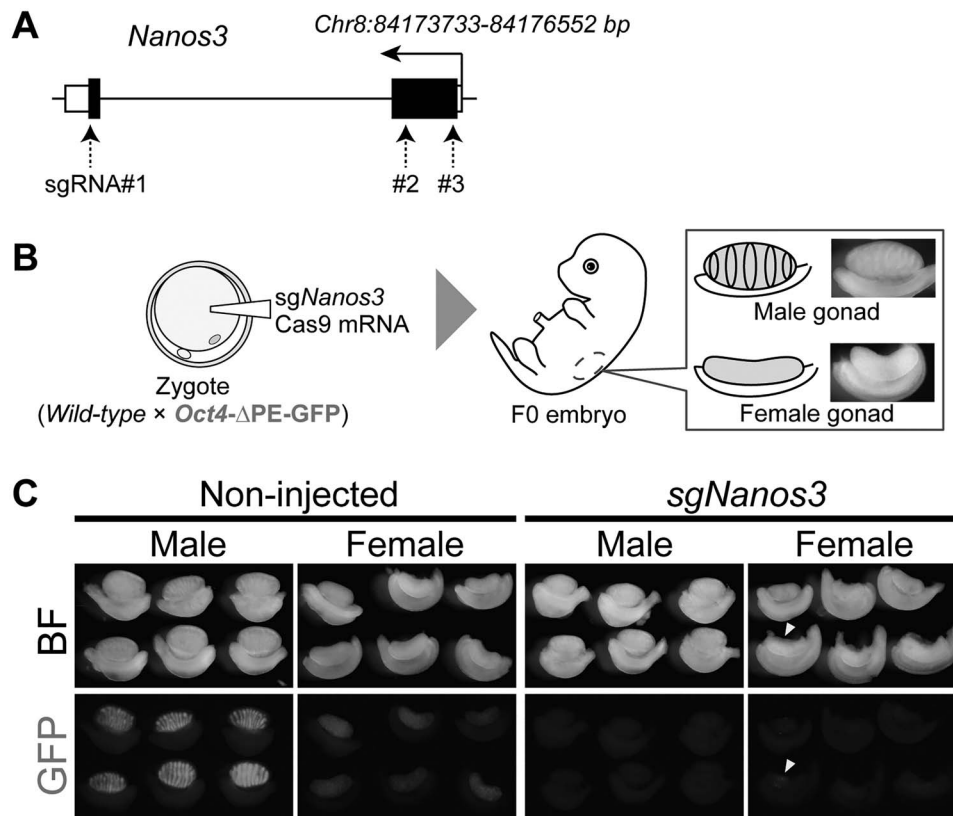 A
Nanos3
Chr8:84173733-84176552 bp
sgRNA#1
#2
#3
B
sgNanos3
Cas9 mRNA
Zygote
(Wild-type × Oct4-ΔPE-GFP)
F0 embryo
Male gonad
Female gonad
C
Non-injected
sgNanos3
Male
Female
Male
Female
BF
GFP